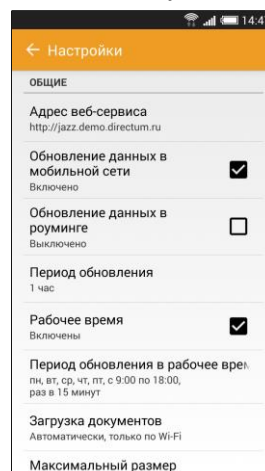 14:4
Настройки
ОБЩИЕ
Адрес веб-сервиса
http://jazz.demo.directum.ru
Обновление данных в
мобильной сети
Включено
Обновление данных в
роуминге
Выключено
Период обновления
1 час
Рабочее время
Включены
Период обновления в рабочее врем
пн, вт, ср, чт, пт, с 9:00 по 18:00,
раз в 15 минут
Загрузка документов
Автоматически, только по Wi-Fi
Максимальный размер